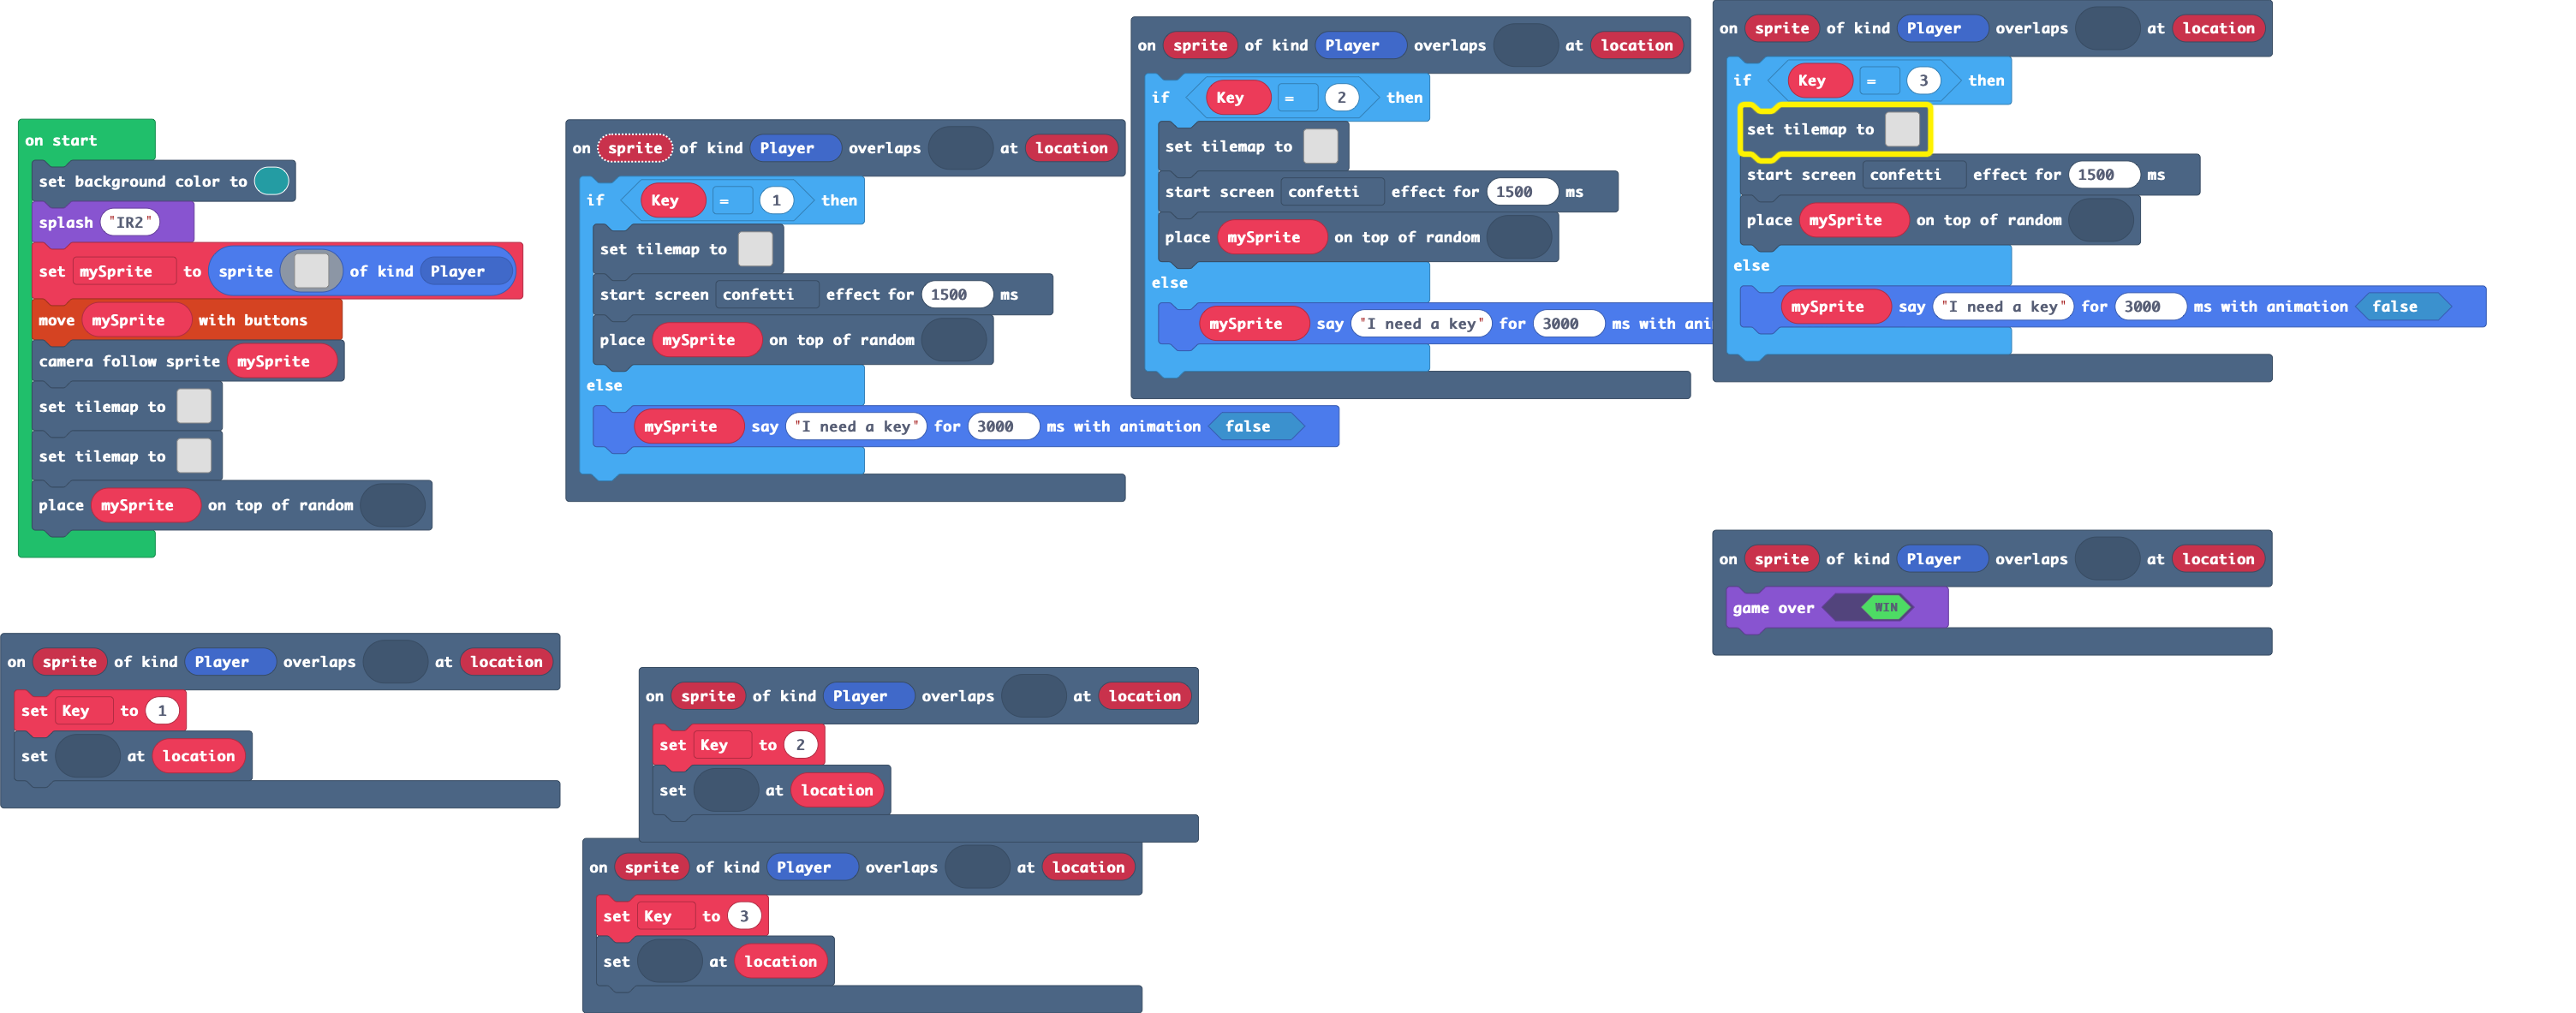 on start
set background color to
splash "IR2"
set mySprite to sprite of kind Player
move mySprite with buttons
camera follow sprite mySprite
set tilemap to
set tilemap to
place mySprite on top of random
on sprite of kind Player overlaps at location
if Key = 1 then
set tilemap to
start screen confetti effect for 1500 ms
place mySprite on top of random
else
mySprite say "I need a key" for 3000 ms with animation false
on sprite of kind Player overlaps at location
if Key = 2 then
set tilemap to
start screen confetti effect for 1500 ms
place mySprite on top of random
else
mySprite say "I need a key" for 3000 ms with ani
on sprite of kind Player overlaps at location
if Key = 3 then
set tilemap to
start screen confetti effect for 1500 ms
place mySprite on top of random
else
mySprite say "I need a key" for 3000 ms with animation false
on sprite of kind Player overlaps at location
game over WIN
on sprite of kind Player overlaps at location
set Key to 1
set at location
on sprite of kind Player overlaps at location
set Key to 2
set at location
on sprite of kind Player overlaps at location
set Key to 3
set at location